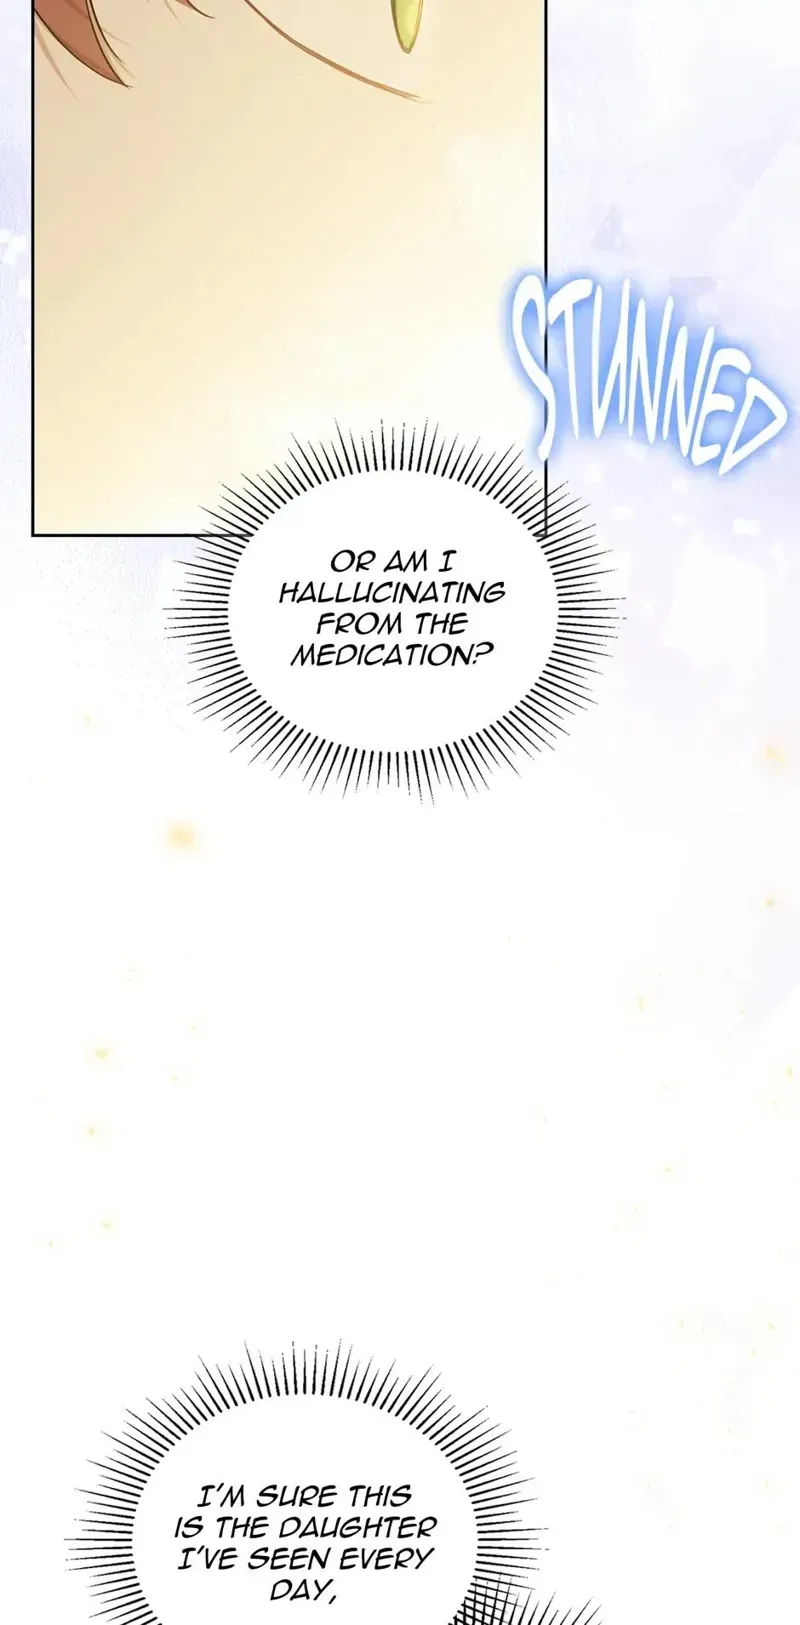 STUNNED
OR AM I
HALLUCINATING
FROM THE
MEDICATION?
I'M SURE THIS
IS THE DAUGHTER
I'VE SEEN EVERY
DAY,